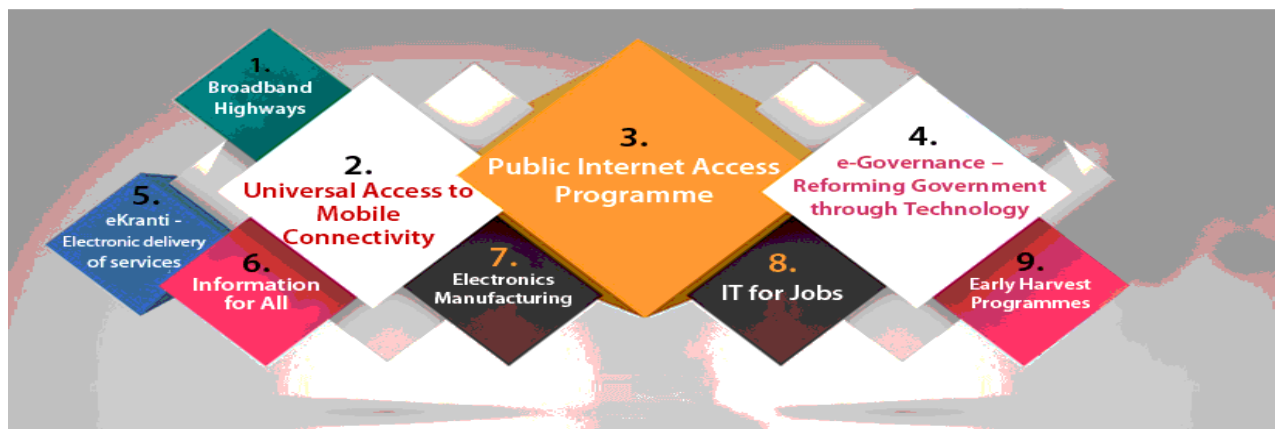 1.
Broadband
Highways
2.
Universal Access to
Mobile
Connectivity
3.
Public Internet Access
Programme
4.
e-Governance –
Reforming Government
through Technology
5.
eKranti -
Electronic delivery
of services
6.
Information
for All
7.
Electronics
Manufacturing
8.
IT for Jobs
9.
Early Harvest
Programmes